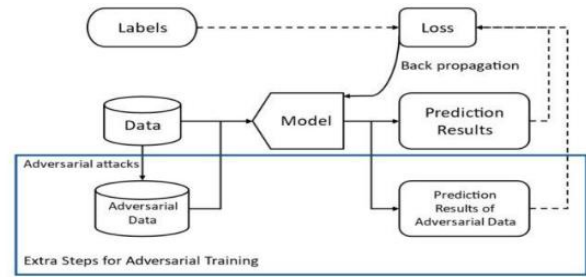 Labels
Loss
Back propagation
Data
Model
Prediction
Results
Adversarial attacks
Adversarial
Data
Prediction
Results of
Adversarial Data
Extra Steps for Adversarial Training